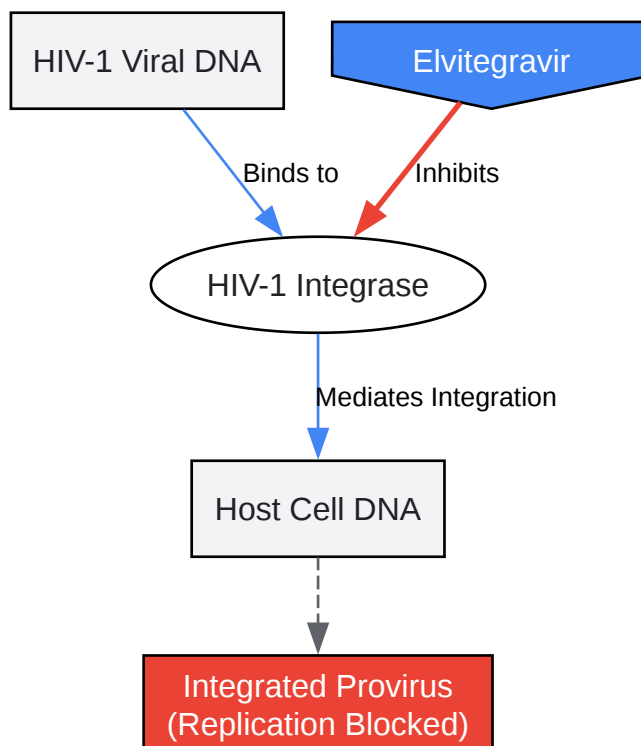 HIV-1 Viral DNA
Elvitegravir
Binds to
Inhibits
HIV-1 Integrase
Mediates Integration
Host Cell DNA
Integrated Provirus
(Replication Blocked)